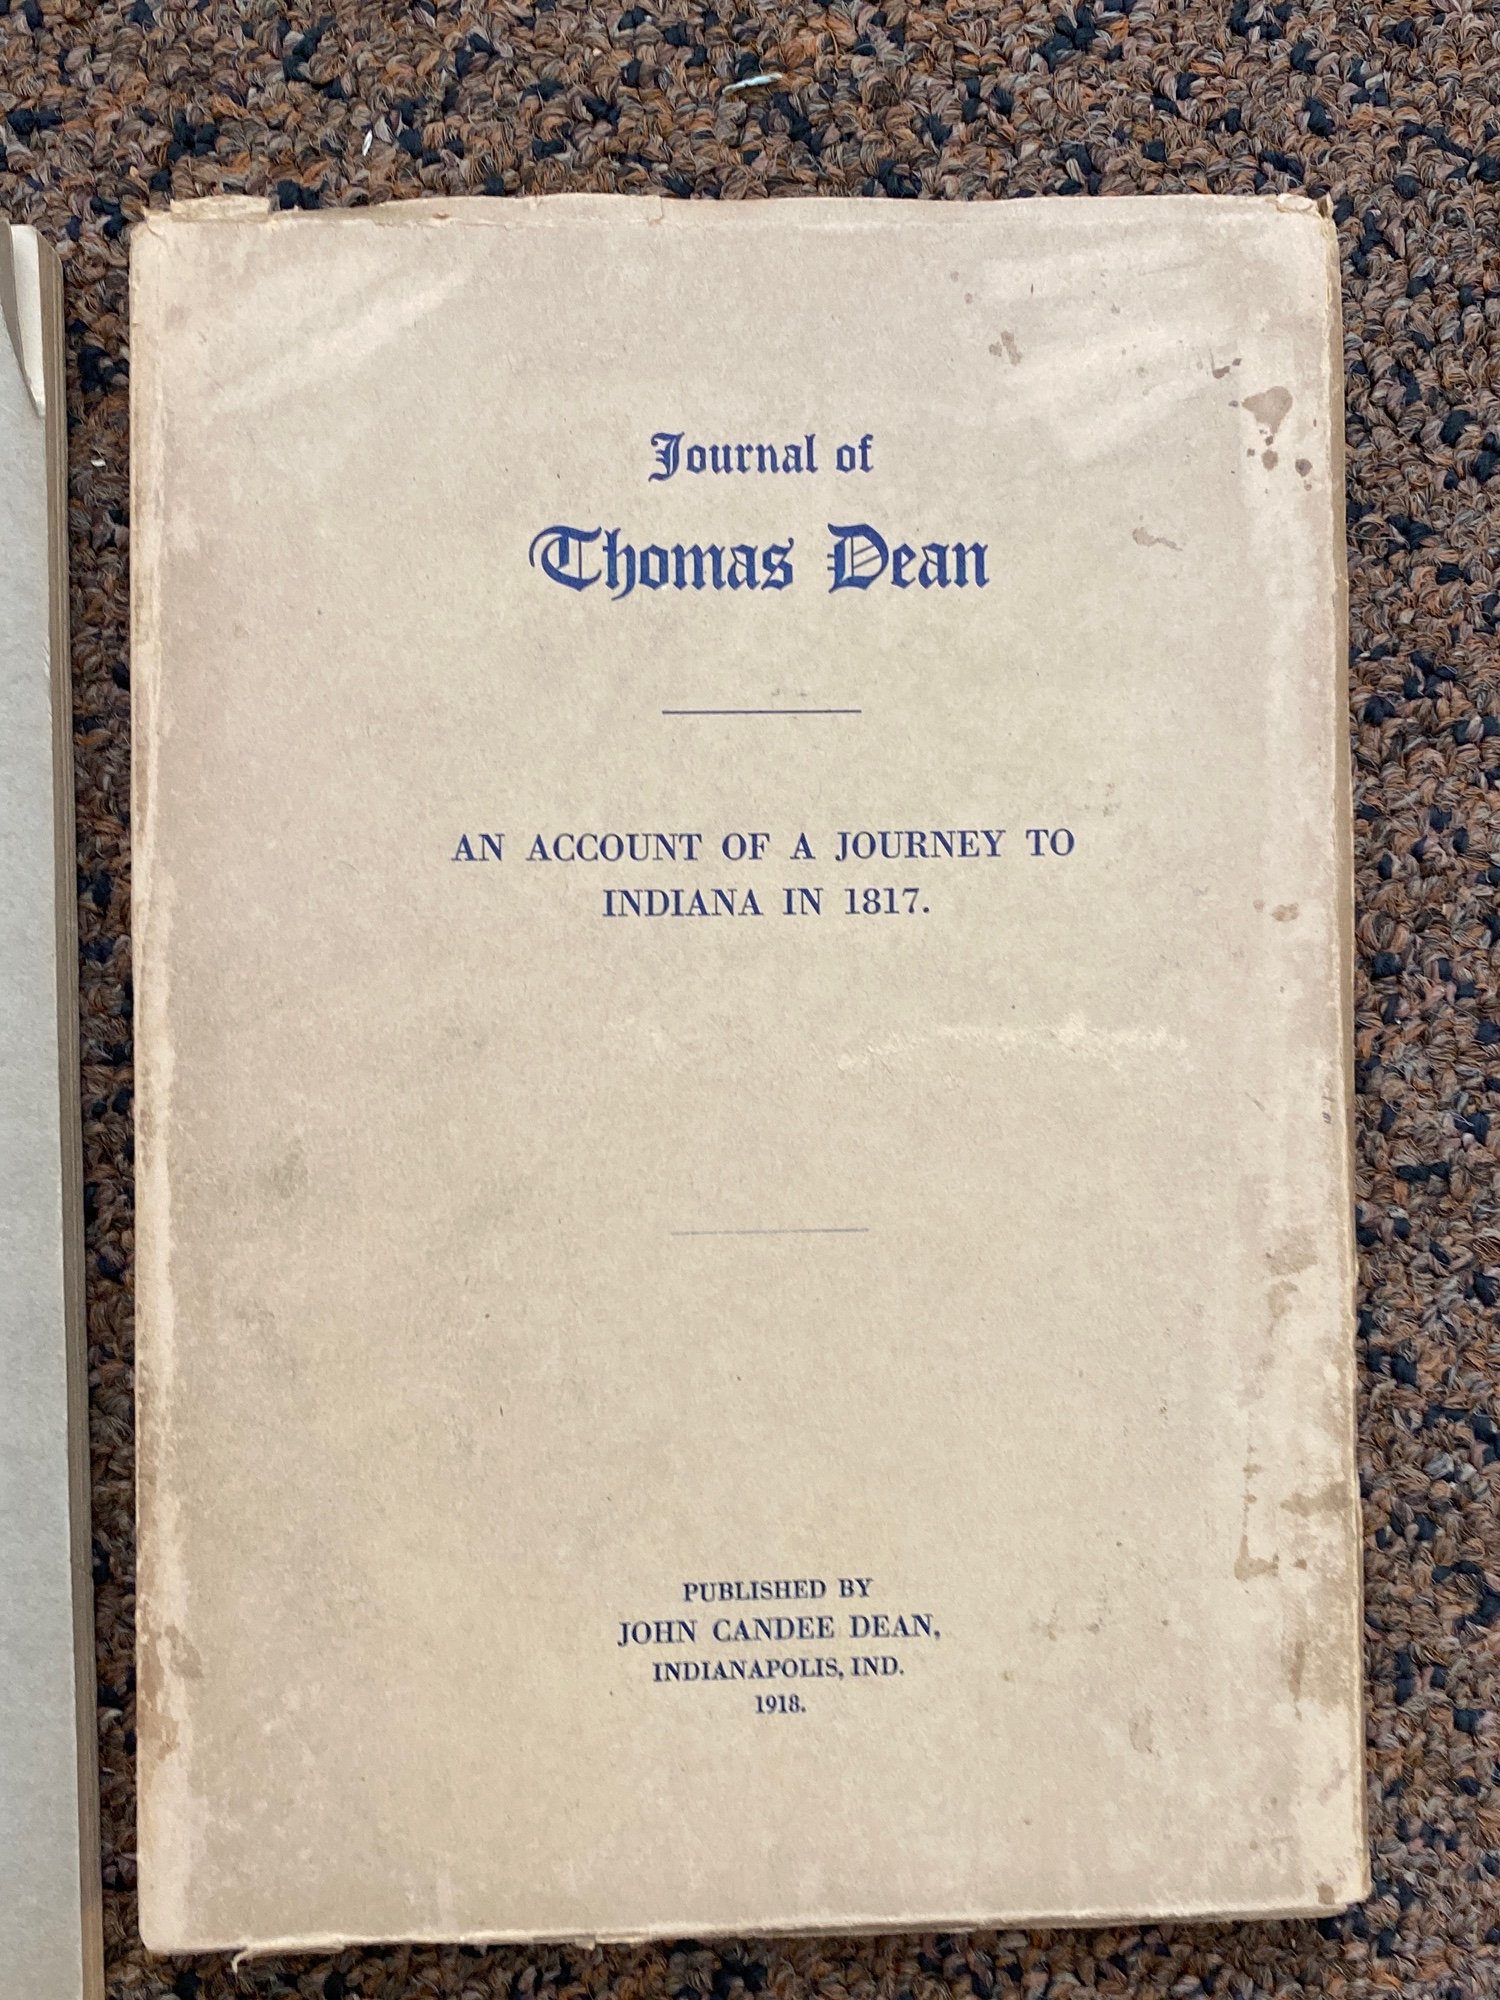 Journal of
Thomas Dean
AN ACCOUNT OF A JOURNEY TO
INDIANA IN 1817.
PUBLISHED BY
JOHN CANDEE DEAN,
INDIANAPOLIS, IND.
1918.